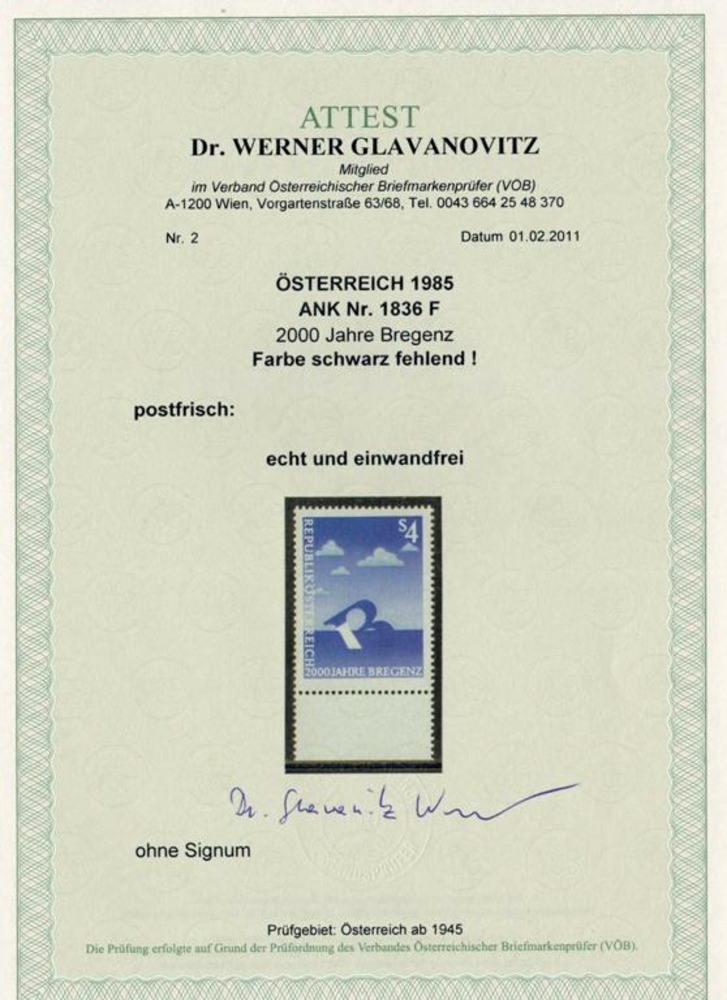 ATTEST
Dr. WERNER GLAVANOVITZ
Mitglied
im Verband Österreichischer Briefmarkenprüfer (VÖB)
A-1200 Wien, Vorgartenstraße 63/68, Tel. 0043 664 25 48 370
Nr. 2 Datum 01.02.2011
ÖSTERREICH 1985
ANK Nr. 1836 F
2000 Jahre Bregenz
Farbe schwarz fehlend !
postfrisch:
echt und einwandfrei
S4
REPUBLIK ÖSTERREICH
2000 JAHRE BREGENZ
Dr. Glavanovitz Werner
ohne Signum
Prüfgebiet: Österreich ab 1945
Die Prüfung erfolgte auf Grund der Prüfordnung des Verbandes Österreichischer Briefmarkenprüfer (VÖB).